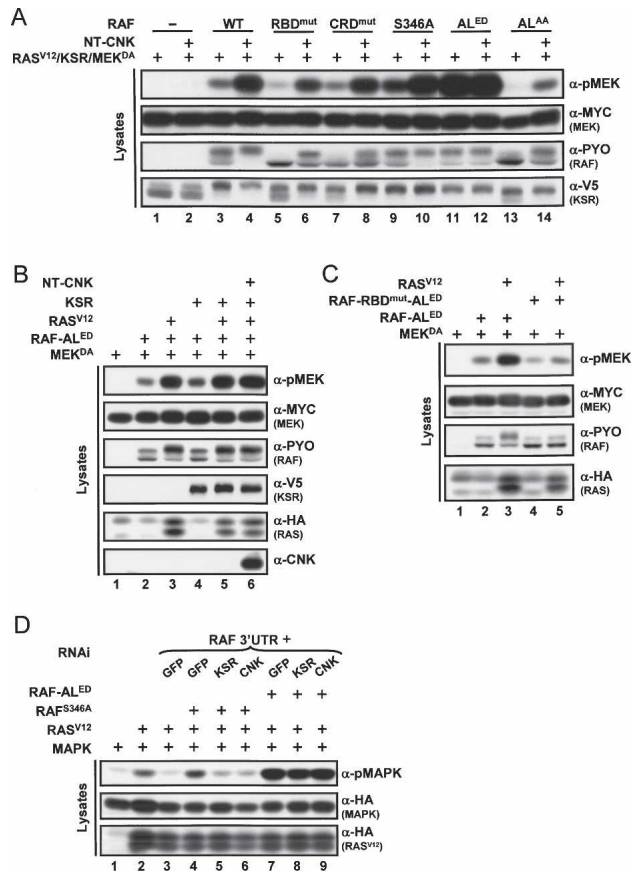 A
RAF – WT RBDmut CRDmut S346A ALED ALAA
NT-CNK + + + + + + +
RASV12/KSR/MEKDA + + + + + + + + + + + + + +
Lysates
α-pMEK
α-MYC
(MEK)
α-PYO
(RAF)
α-V5
(KSR)
1 2 3 4 5 6 7 8 9 10 11 12 13 14
B
NT-CNK +
KSR + + +
RASV12 + + +
RAF-ALED + + + + +
MEKDA + + + + + +
Lysates
α-pMEK
α-MYC
(MEK)
α-PYO
(RAF)
α-V5
(KSR)
α-HA
(RAS)
α-CNK
1 2 3 4 5 6
C
RASV12 + +
RAF-RBDmut-ALED + +
RAF-ALED + +
MEKDA + + + + +
Lysates
α-pMEK
α-MYC
(MEK)
α-PYO
(RAF)
α-HA
(RAS)
1 2 3 4 5
D
RAF 3'UTR +
RNAi GFP GFP KSR CNK GFP KSR CNK
RAF-ALED + + +
RAFS346A + + +
RASV12 + + + + + + + +
MAPK + + + + + + + + +
Lysates
α-pMAPK
α-HA
(MAPK)
α-HA
(RASV12)
1 2 3 4 5 6 7 8 9